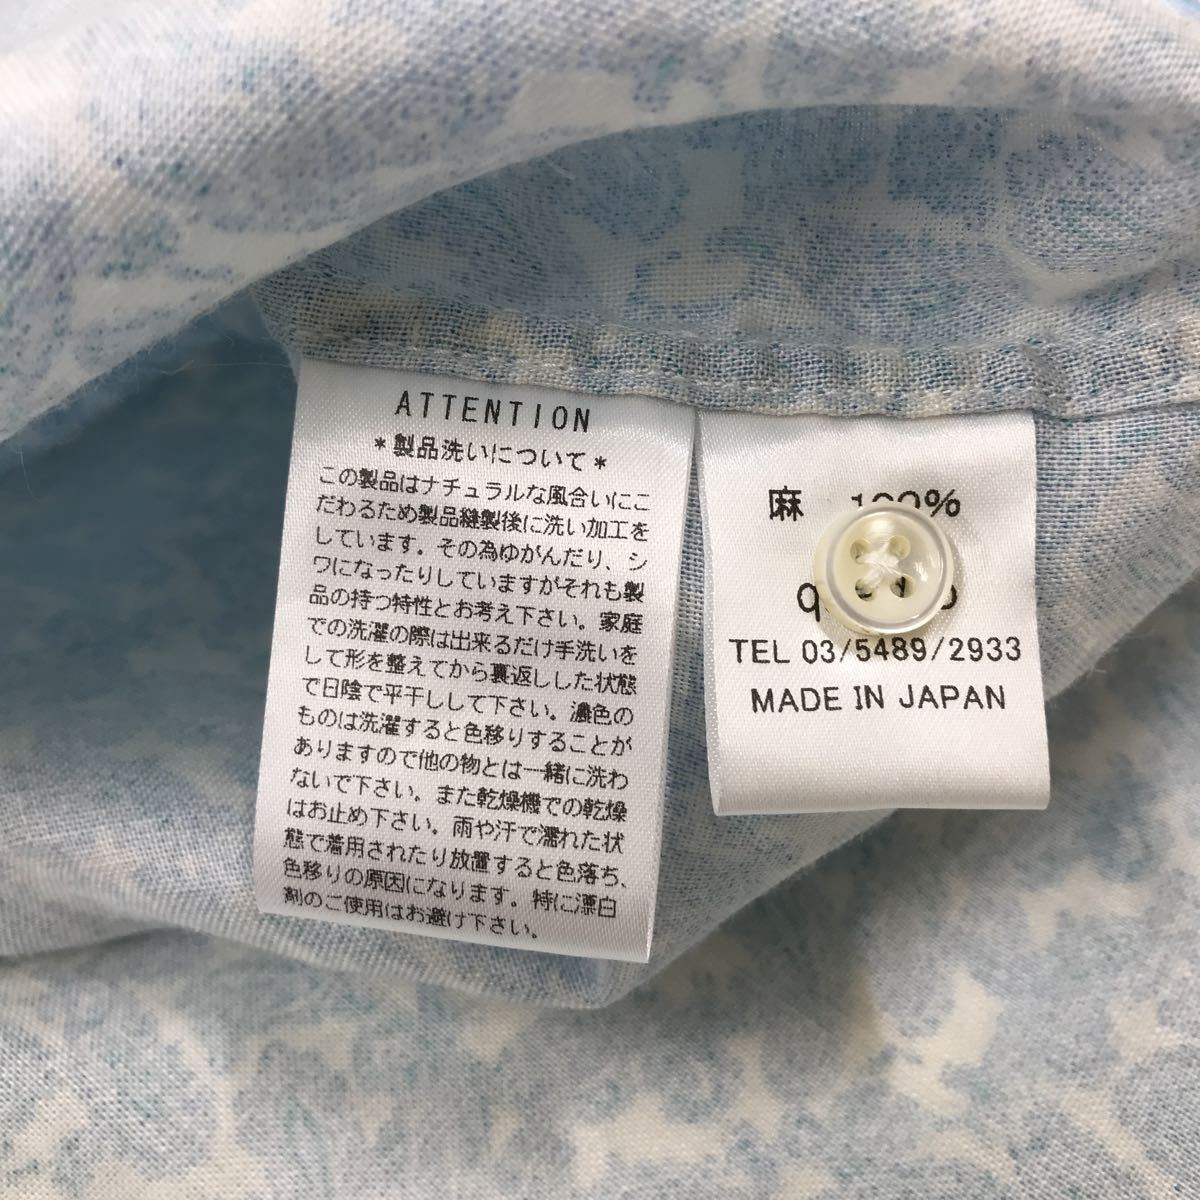 ATTENTION
*製品洗いについて*
この製品はナチュラルな風合いにこ
だわるため製品縫製後に洗い加工を
しています。その為ゆがんだり、シ
ワになったりしていますがそれも製
品の持つ特性とお考え下さい。家庭
での洗濯の際は出来るだけ手洗いを
して形を整えてから裏返しした状態
で日陰で平干しして下さい。濃色の
ものは洗濯すると色移りすることが
ありますので他の物とは一緒に洗わ
ないで下さい。また乾燥機での乾燥
はお止め下さい。雨や汗で濡れた状
態で着用されたり放置すると色落ち、
色移りの原因になります。特に漂白
剤のご使用はお避け下さい。
麻 100%
TEL 03/5489/2933
MADE IN JAPAN